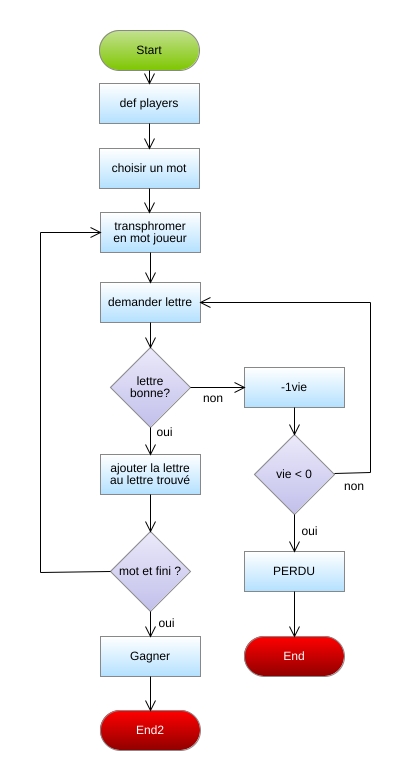 Start
def players
choisir un mot
transphromer
en mot joueur
demander lettre
lettre
bonne?
non
-1vie
oui
ajouter la lettre
au lettre trouvé
vie < 0
non
oui
mot et fini ?
PERDU
oui
Gagner
End
End2